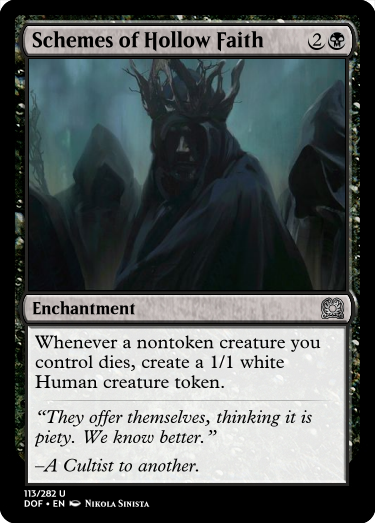 Schemes of Hollow Faith 2
Enchantment
Whenever a nontoken creature you
control dies, create a 1/1 white
Human creature token.
“They offer themselves, thinking it is
piety. We know better.”
–A Cultist to another.
113/282 U
DOF • EN Nikola Sinista